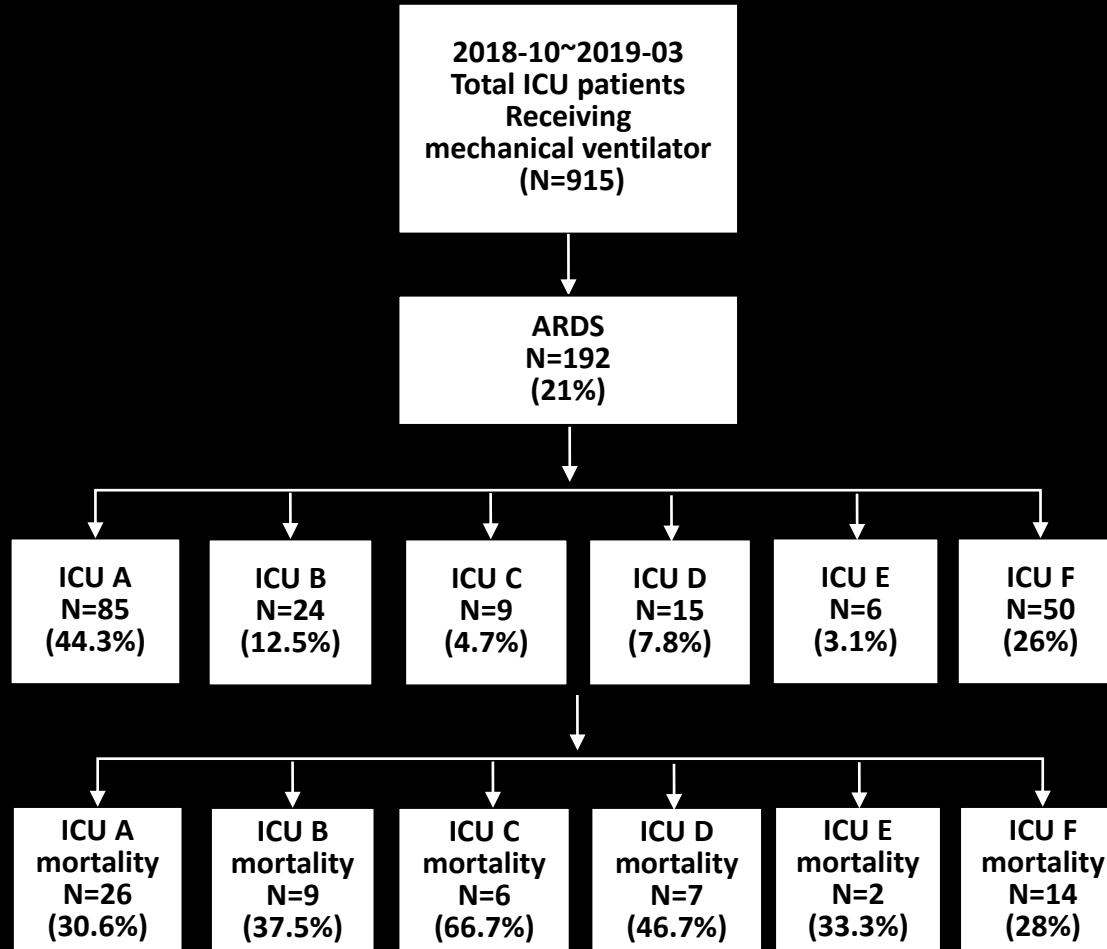 2018-10~2019-03
Total ICU patients
Receiving
mechanical ventilator
(N=915)
ARDS
N=192
(21%)
ICU A
N=85
(44.3%)
ICU B
N=24
(12.5%)
ICU C
N=9
(4.7%)
ICU D
N=15
(7.8%)
ICU E
N=6
(3.1%)
ICU F
N=50
(26%)
ICU A
mortality
N=26
(30.6%)
ICU B
mortality
N=9
(37.5%)
ICU C
mortality
N=6
(66.7%)
ICU D
mortality
N=7
(46.7%)
ICU E
mortality
N=2
(33.3%)
ICU F
mortality
N=14
(28%)